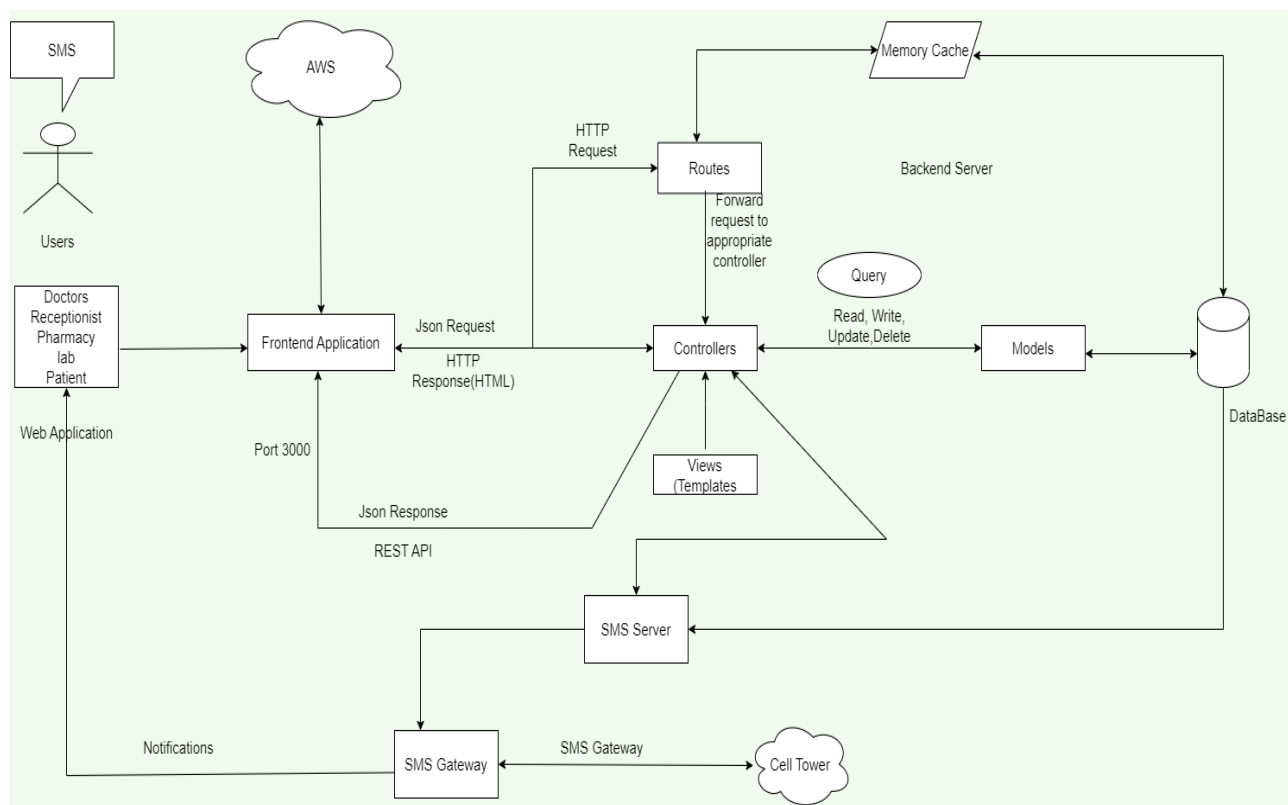 SMS
AWS
Memory Cache
HTTP
Request
Routes
Backend Server
Forward
request to
appropriate
controller
Users
Query
Doctors
Receptionist
Pharmacy
lab
Patient
Frontend Application
Json Request
HTTP
Response(HTML)
Controllers
Read, Write,
Update,Delete
Models
DataBase
Web Application
Port 3000
Views
(Templates
Json Response
REST API
SMS Server
Notifications
SMS Gateway
SMS Gateway
Cell Tower